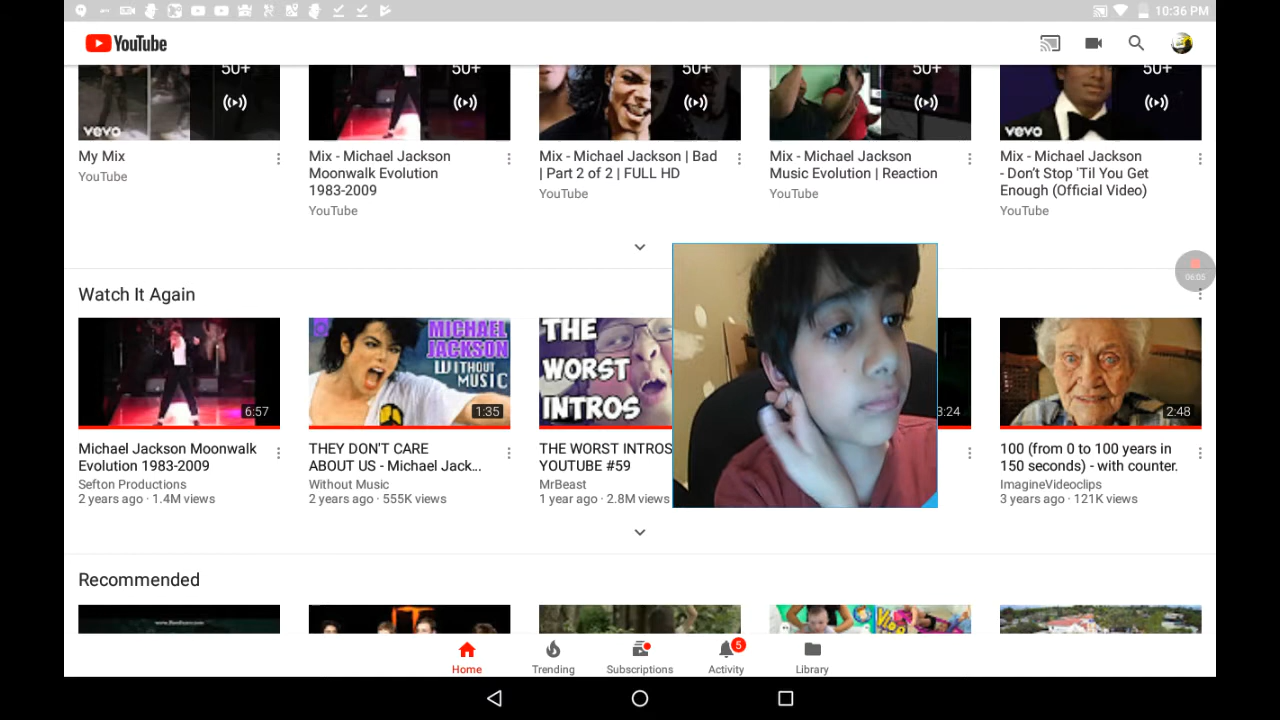 10:36 PM
YouTube
50+
50+
50+
50+
50+
vevo
vevo
My Mix
YouTube
Mix - Michael Jackson
Moonwalk Evolution
1983-2009
YouTube
Mix - Michael Jackson | Bad
| Part 2 of 2 | FULL HD
YouTube
Mix - Michael Jackson
Music Evolution | Reaction
YouTube
Mix - Michael Jackson
- Don't Stop 'Til You Get
Enough (Official Video)
YouTube
06:05
Watch It Again
6:57
Michael Jackson Moonwalk
Evolution 1983-2009
Sefton Productions
2 years ago · 1.4M views
MICHAEL
JACKSON
WITHOUT
MUSIC
1:35
THEY DON'T CARE
ABOUT US - Michael Jack...
Without Music
2 years ago · 555K views
THE
WORST
INTROS
THE WORST INTROS
YOUTUBE #59
MrBeast
1 year ago · 2.8M views
3:24
2:48
100 (from 0 to 100 years in
150 seconds) - with counter.
ImagineVideoclips
3 years ago · 121K views
Recommended
Home
Trending
Subscriptions
5
Activity
Library